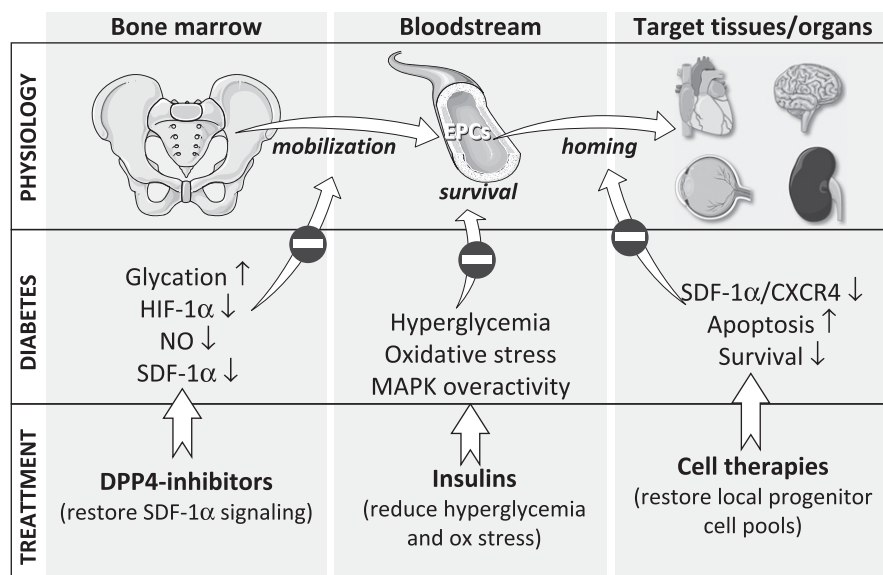 Bone marrow
Bloodstream
Target tissues/organs
PHYSIOLOGY
EPCs
mobilization
homing
survival
DIABETES
Glycation ↑
HIF-1α ↓
NO ↓
SDF-1α ↓
Hyperglycemia
Oxidative stress
MAPK overactivity
SDF-1α/CXCR4 ↓
Apoptosis ↑
Survival ↓
TREATTMENT
DPP4-inhibitors
(restore SDF-1α signaling)
Insulins
(reduce hyperglycemia
and ox stress)
Cell therapies
(restore local progenitor
cell pools)